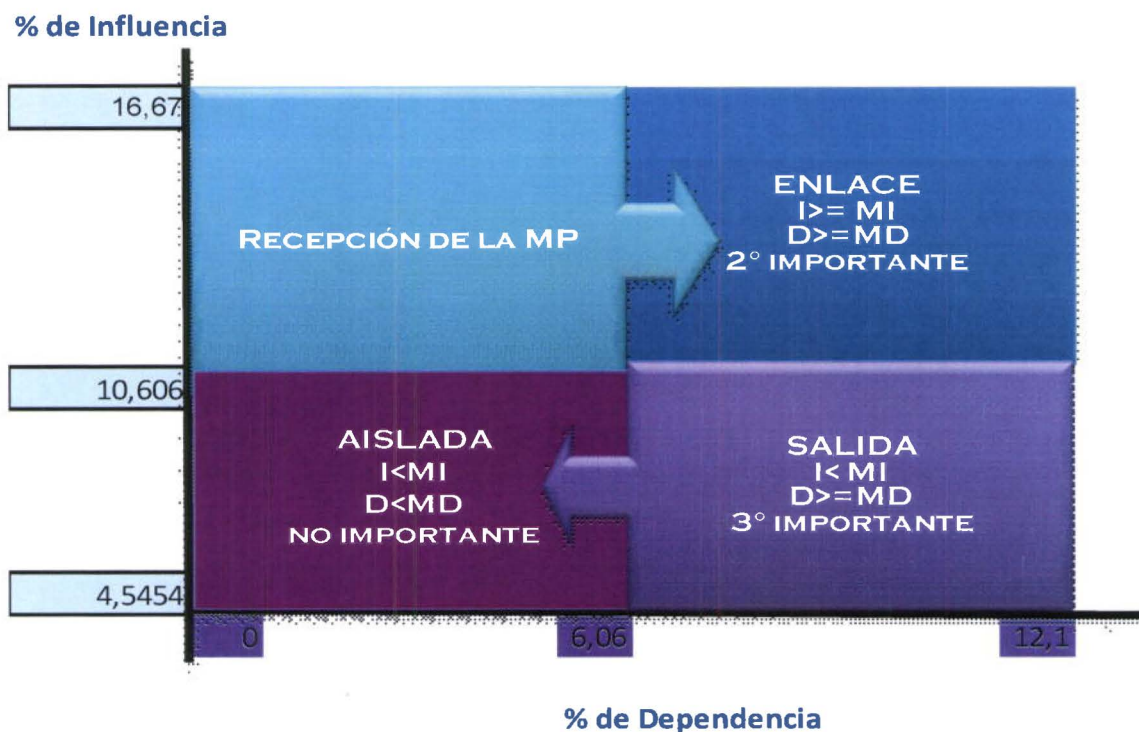 % de Influencia
16,67
RECEPCIÓN DE LA MP
ENLACE
I>= MI
D>=MD
2° IMPORTANTE
10,606
AISLADA
I<MI
D<MD
NO IMPORTANTE
SALIDA
I< MI
D>=MD
3° IMPORTANTE
4,5454
0
6,06
12,1
% de Dependencia